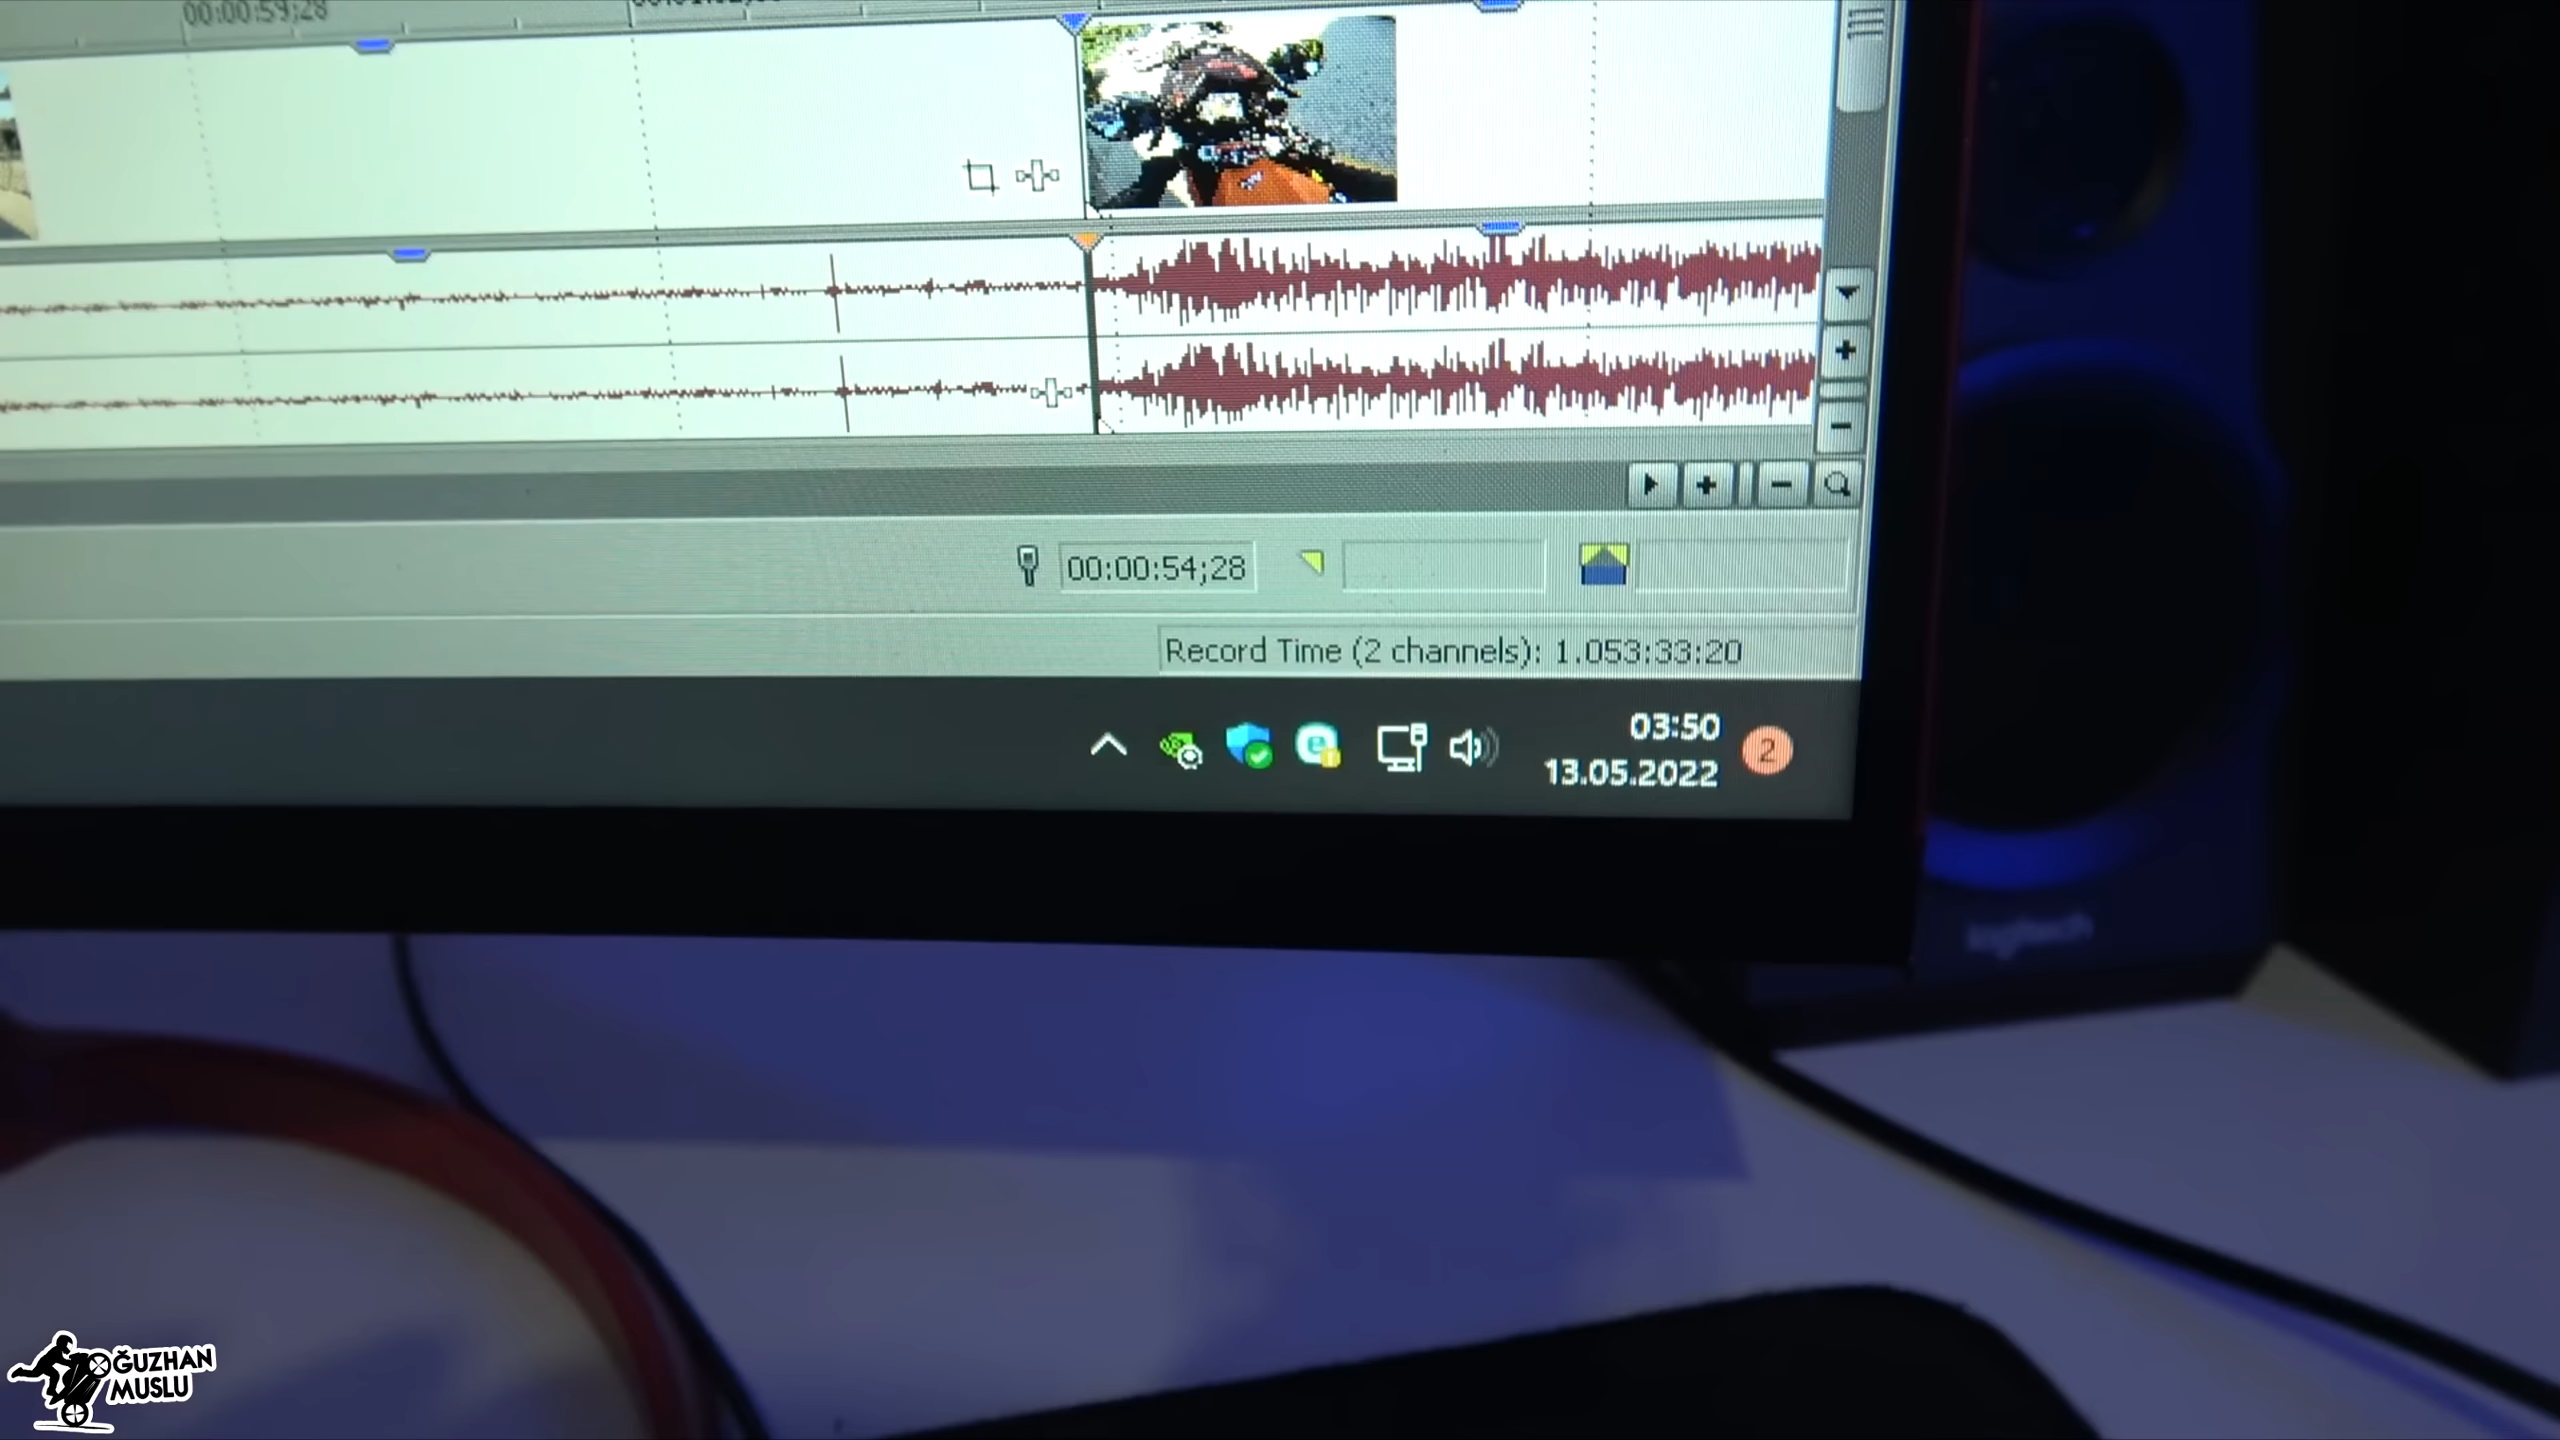 00:00:59;28
00:00:54;28
Record Time (2 channels): 1.053:33:20
03:50
13.05.2022
2
logitech
OĞUZHAN
MUSLU